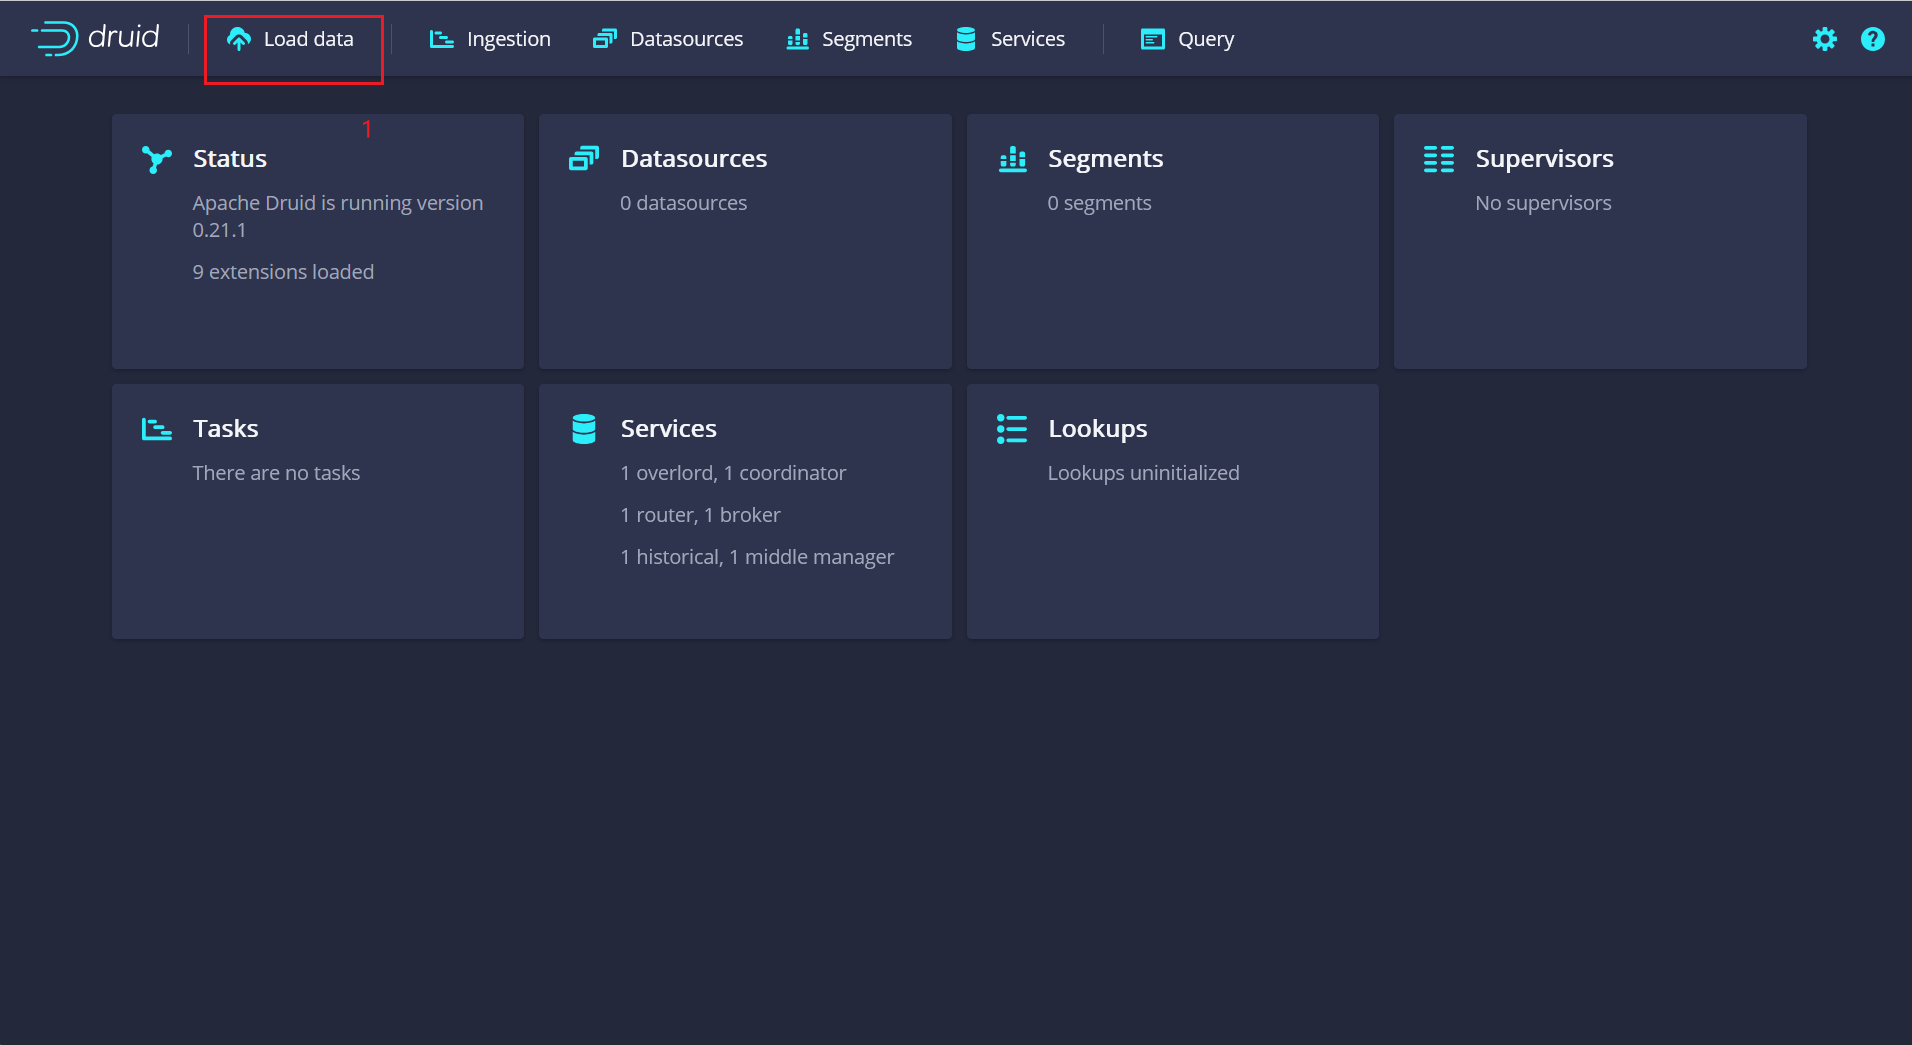 druid Load data Ingestion Datasources Segments Services Query ?
1
Status
Apache Druid is running version
0.21.1
9 extensions loaded
Datasources
0 datasources
Segments
0 segments
Supervisors
No supervisors
Tasks
There are no tasks
Services
1 overlord, 1 coordinator
1 router, 1 broker
1 historical, 1 middle manager
Lookups
Lookups uninitialized